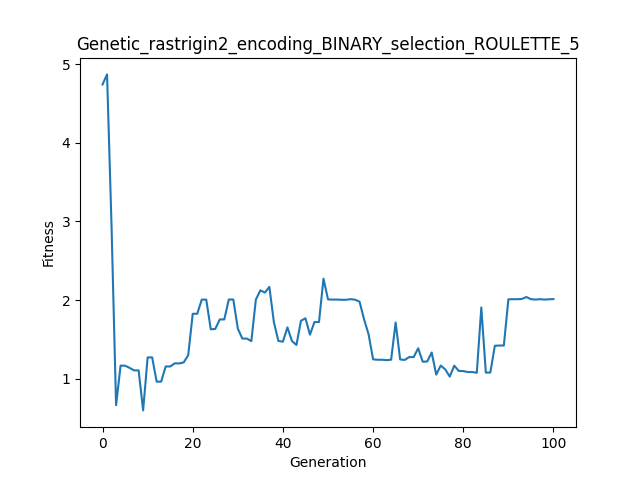 Genetic_rastrigin2_encoding_BINARY_selection_ROULETTE_5
5
4
3
2
1
Fitness
0 20 40 60 80 100
Generation